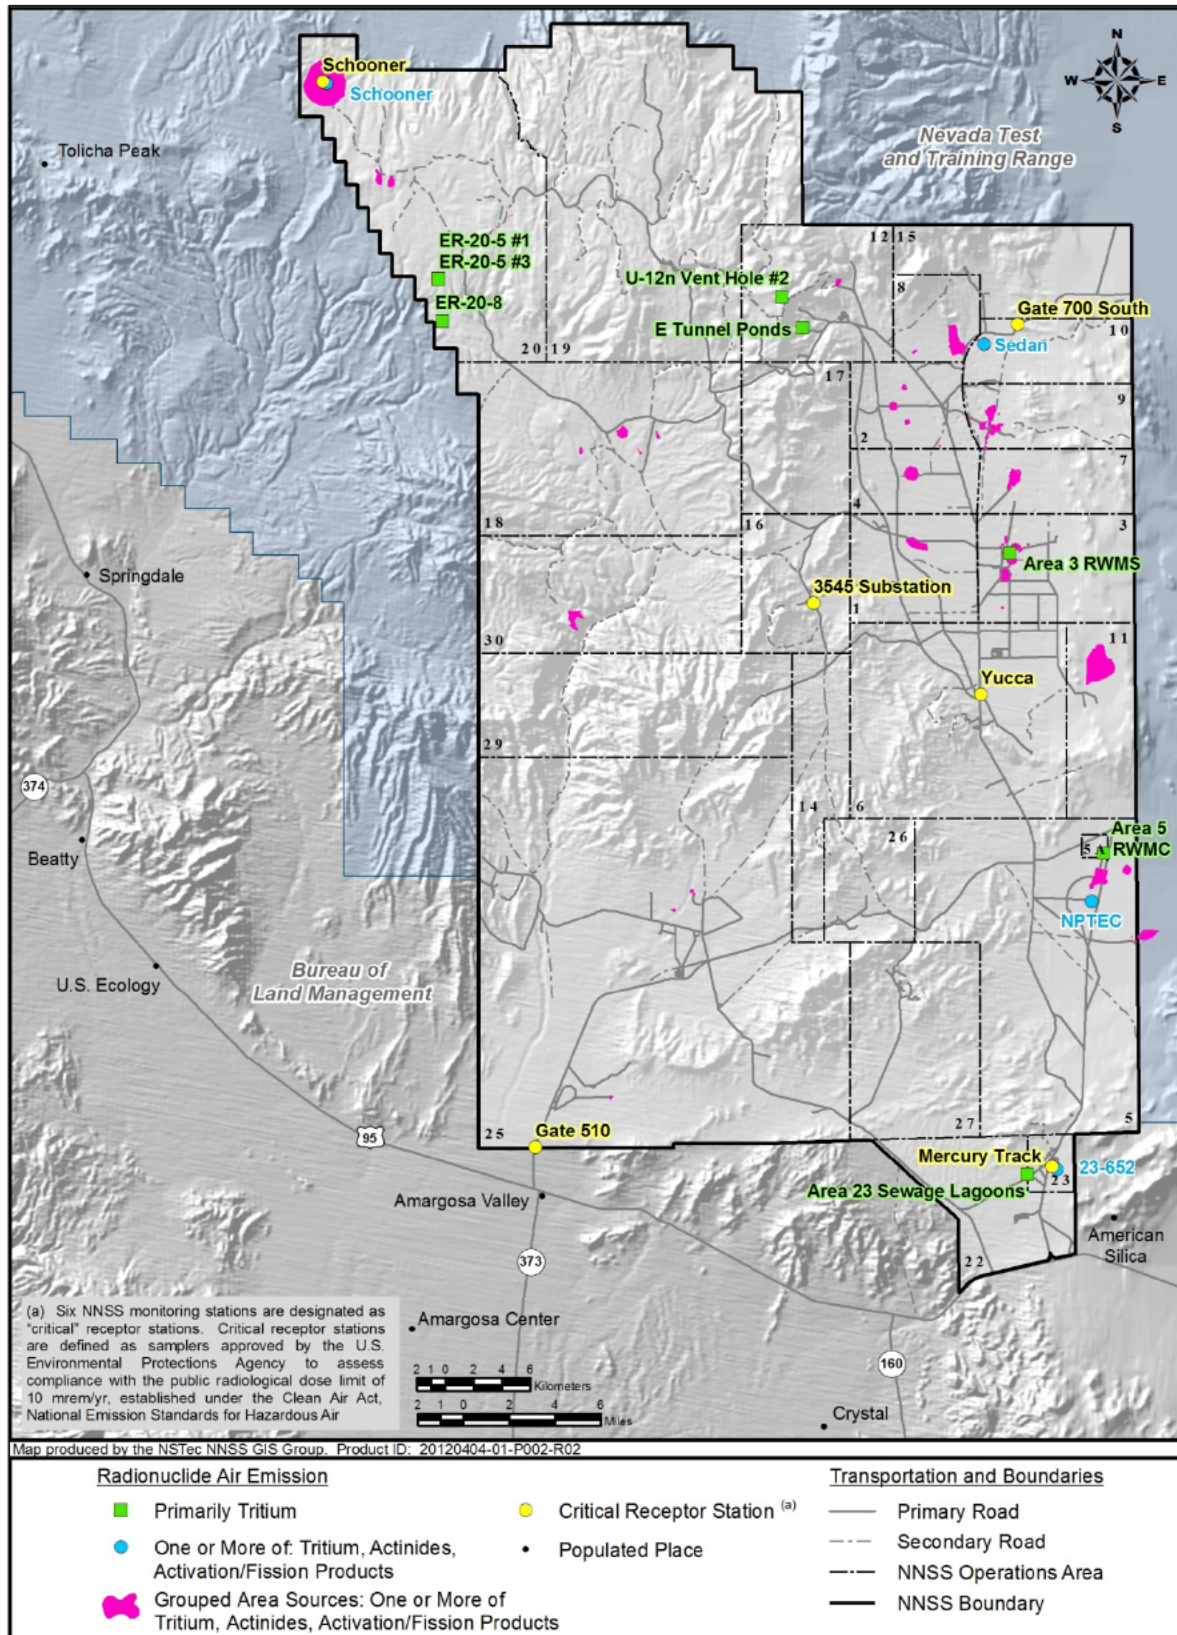 N
W E
S
Schooner
Schooner
Nevada Test
and Training Range
Tolicha Peak
ER-20-5 #1
ER-20-5 #3
ER-20-8
12 15
U-12n Vent Hole #2
8
Gate 700 South
10
E Tunnel Ponds
Sedan
20 19
17
9
2
7
18
16
4
3
Springdale
Area 3 RWMS
3545 Substation
1
30
11
Yucca
29
374
14
6
26
Area 5
5 A RWMC
Beatty
NPTEC
U.S. Ecology
Bureau of
Land Management
25
Gate 510
27
5
95
Mercury Track
23-652
Area 23 Sewage Lagoons
23
Amargosa Valley
American
Silica
22
373
(a) Six NNSS monitoring stations are designated as
"critical" receptor stations. Critical receptor stations
are defined as samplers approved by the U.S.
Environmental Protections Agency to assess
compliance with the public radiological dose limit of
10 mrem/yr, established under the Clean Air Act,
National Emission Standards for Hazardous Air
Amargosa Center
160
2 1 0 2 4 6
Kilometers
2 1 0 2 4 6
Miles
Crystal
Map produced by the NSTec NNSS GIS Group. Product ID: 20120404-01-P002-R02
Radionuclide Air Emission
Primarily Tritium
One or More of: Tritium, Actinides,
Activation/Fission Products
Grouped Area Sources: One or More of
Tritium, Actinides, Activation/Fission Products
Critical Receptor Station (a)
Populated Place
Transportation and Boundaries
Primary Road
Secondary Road
NNSS Operations Area
NNSS Boundary